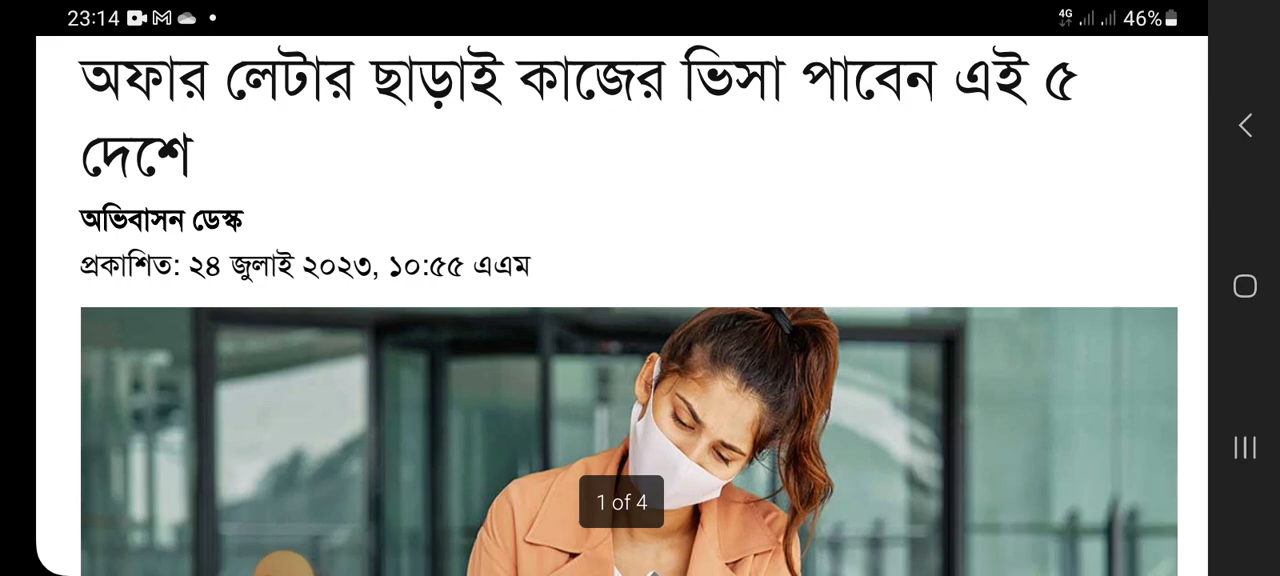 23:14
4G 46%
অফার লেটার ছাড়াই কাজের ভিসা পাবেন এই ৫
দেশে
অভিবাসন ডেস্ক
প্রকাশিত: ২৪ জুলাই ২০২৩, ১০:৫৫ এএম
1 of 4